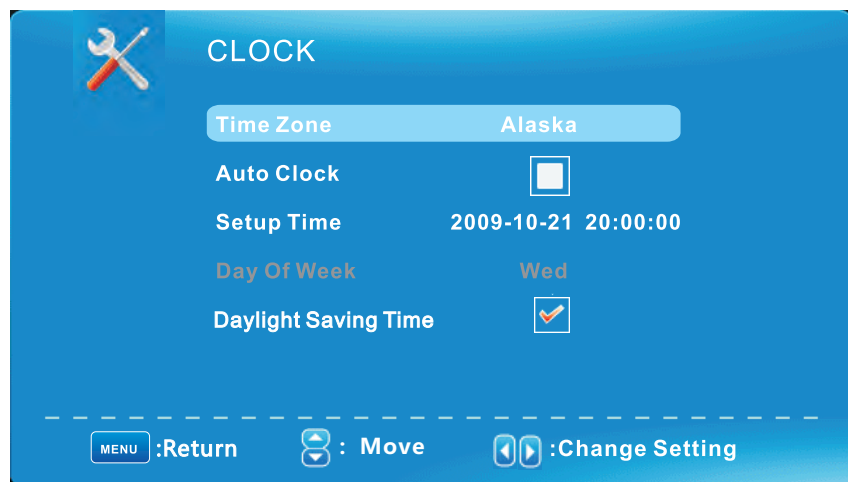 CLOCK
Time Zone Alaska
Auto Clock
Setup Time 2009-10-21 20:00:00
Day Of Week Wed
Daylight Saving Time
MENU :Return : Move :Change Setting